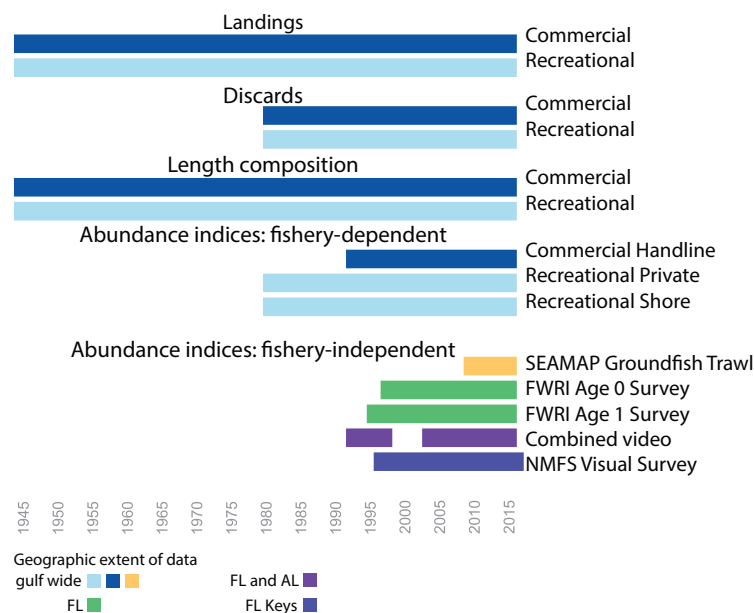 Landings
Commercial
Recreational
Discards
Commercial
Recreational
Length composition
Commercial
Recreational
Abundance indices: fishery-dependent
Commercial Handline
Recreational Private
Recreational Shore
Abundance indices: fishery-independent
SEAMAP Groundfish Trawl
FWRI Age 0 Survey
FWRI Age 1 Survey
Combined video
NMFS Visual Survey
1945 1950 1955 1960 1965 1970 1975 1980 1985 1990 1995 2000 2005 2010 2015
Geographic extent of data
gulf wide FL and AL
FL FL Keys